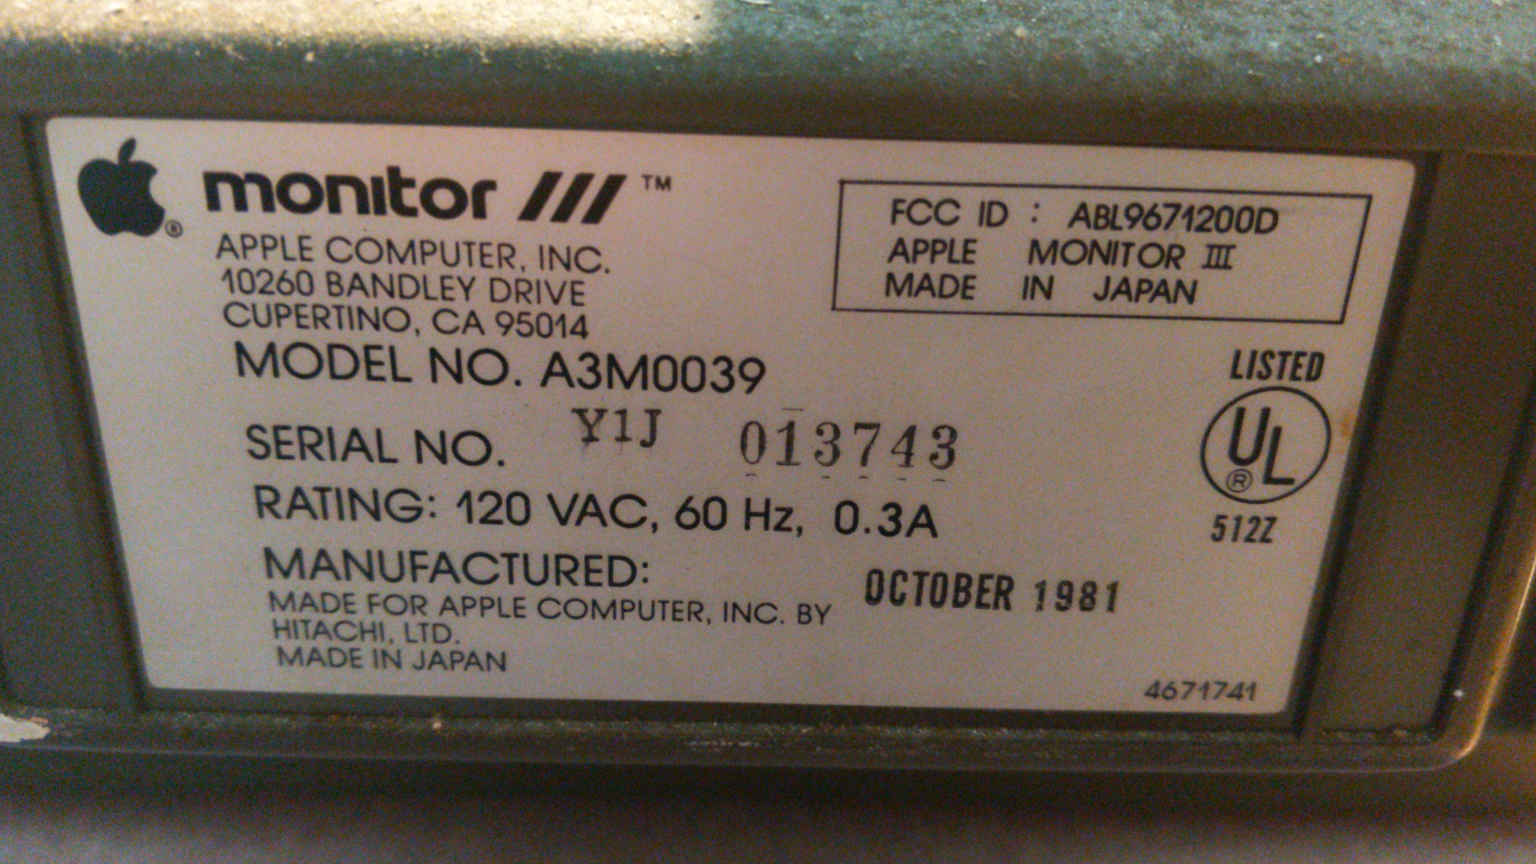 monitor ///™
APPLE COMPUTER, INC.
10260 BANDLEY DRIVE
CUPERTINO, CA 95014
MODEL NO. A3M0039
SERIAL NO. Y1J 013743
RATING: 120 VAC, 60 Hz, 0.3A
MANUFACTURED: OCTOBER 1981
MADE FOR APPLE COMPUTER, INC. BY
HITACHI, LTD.
MADE IN JAPAN
FCC ID : ABL9671200D
APPLE MONITOR III
MADE IN JAPAN
LISTED
UL
®
512Z
4671741